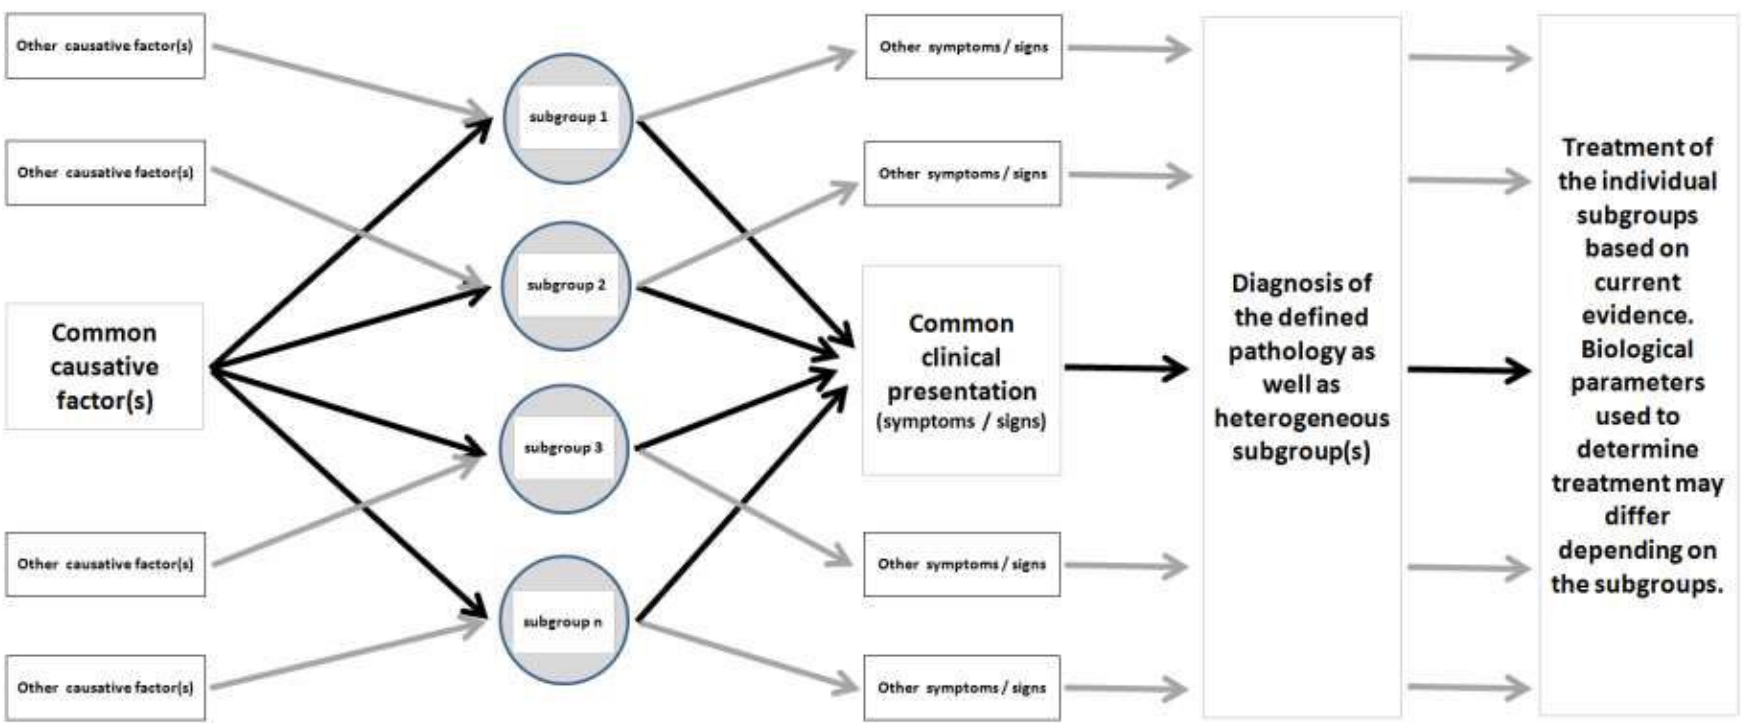 Other causative factor(s)
Other causative factor(s)
Common
causative
factor(s)
Other causative factor(s)
Other causative factor(s)
subgroup 1
subgroup 2
subgroup 3
subgroup n
Other symptoms / signs
Other symptoms / signs
Common
clinical
presentation
(symptoms / signs)
Other symptoms / signs
Other symptoms / signs
Diagnosis of
the defined
pathology as
well as
heterogeneous
subgroup(s)
Treatment of
the individual
subgroups
based on
current
evidence.
Biological
parameters
used to
determine
treatment may
differ
depending on
the subgroups.